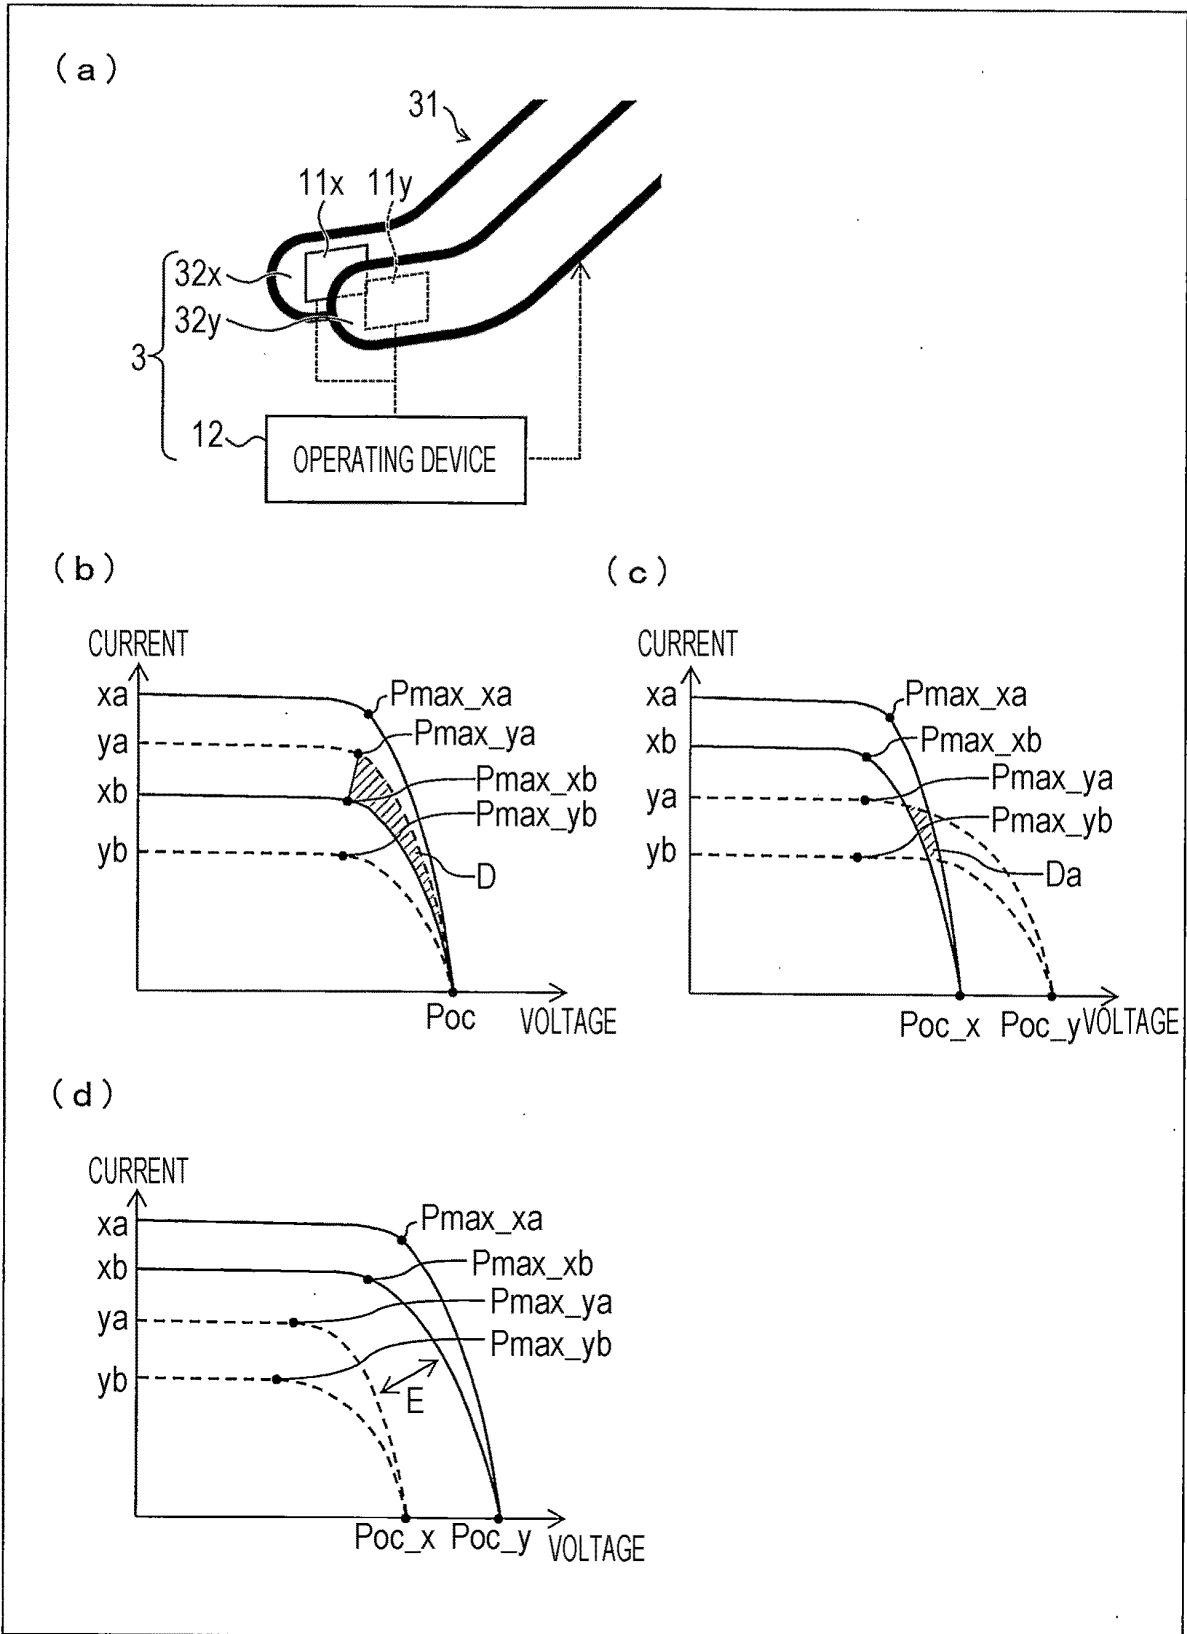 (a)
31
11x 11y
32x
32y
3
12
OPERATING DEVICE
(b)
CURRENT
xa
ya
xb
yb
Pmax_xa
Pmax_ya
Pmax_xb
Pmax_yb
D
Poc
VOLTAGE
(c)
CURRENT
xa
xb
ya
yb
Pmax_xa
Pmax_xb
Pmax_ya
Pmax_yb
Da
Poc_x Poc_y VOLTAGE
(d)
CURRENT
xa
xb
ya
yb
Pmax_xa
Pmax_xb
Pmax_ya
Pmax_yb
E
Poc_x Poc_y VOLTAGE